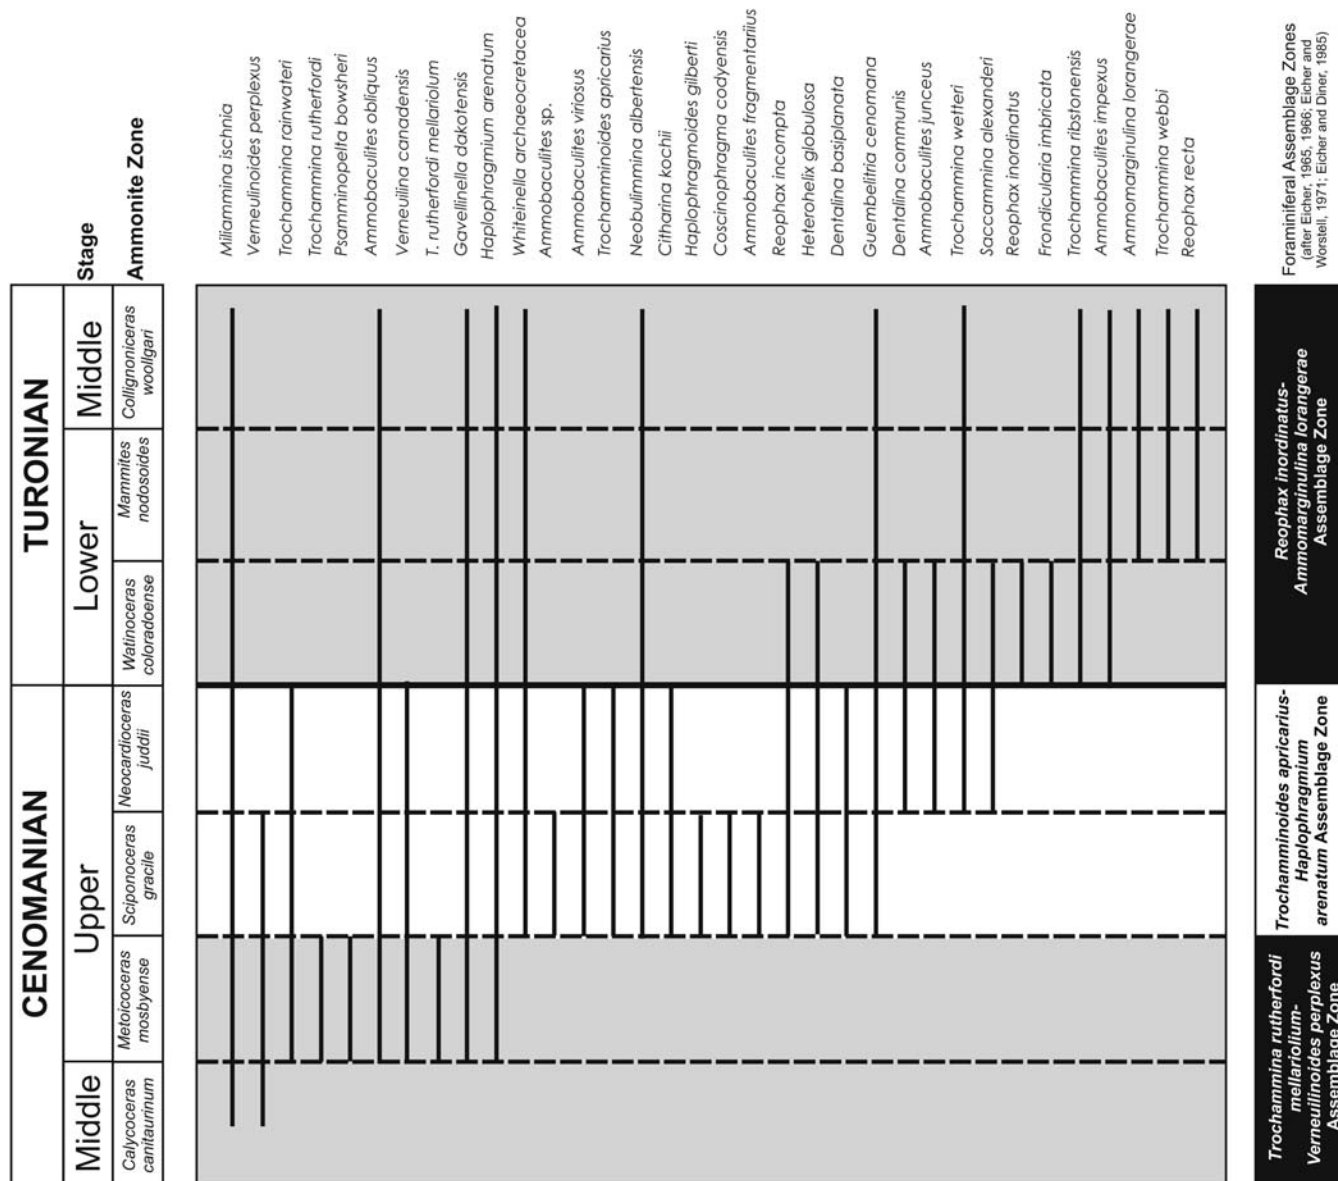 CENOMANIAN
TURONIAN
Middle
Upper
Lower
Middle
Stage
Calycoceras
canitaurinum
Metoicoceras
mosbyense
Sciponoceras
gracile
Neocardioceras
juddii
Watinoceras
coloradoense
Mammites
nodosoides
Collignoniceras
woollgari
Ammonite Zone
Miliammina ischnia
Verneulinoides perplexus
Trochammina rainwateri
Trochammina rutherfordi
Psamminopelta bowsheri
Ammobaculites obliquus
Verneuilina canadensis
T. rutherfordi mellariolum
Gavellinella dakotensis
Haplophragmium arenatum
Whiteinella archaeocretacea
Ammobaculites sp.
Ammobaculites viriosus
Trochamminoides apricarius
Neobulimmina albertensis
Citharina kochii
Haplophragmoides gilberti
Coscinophragma codyensis
Ammobaculites fragmentariius
Reophax incompta
Heterohelix globulosa
Dentalina basiplanata
Guembelitria cenomana
Dentalina communis
Ammobaculites junceus
Trochammina wetteri
Saccammina alexanderi
Reophax inordinatus
Frondicularia imbricata
Trochammina ribstonensis
Ammobaculites impexus
Ammomarginulina lorangerae
Trochammina webbi
Reophax recta
Trochammina rutherfordi
mellariolium-
Verneuilinoides perplexus
Assemblage Zone
Trochamminoides apricarius-
Haplophragmium
arenatum Assemblage Zone
Reophax inordinatus-
Ammomarginulina lorangerae
Assemblage Zone
Foraminiferal Assemblage Zones
(after Eicher, 1965, 1966; Eicher and
Worstell, 1971; Eicher and Diner, 1985)